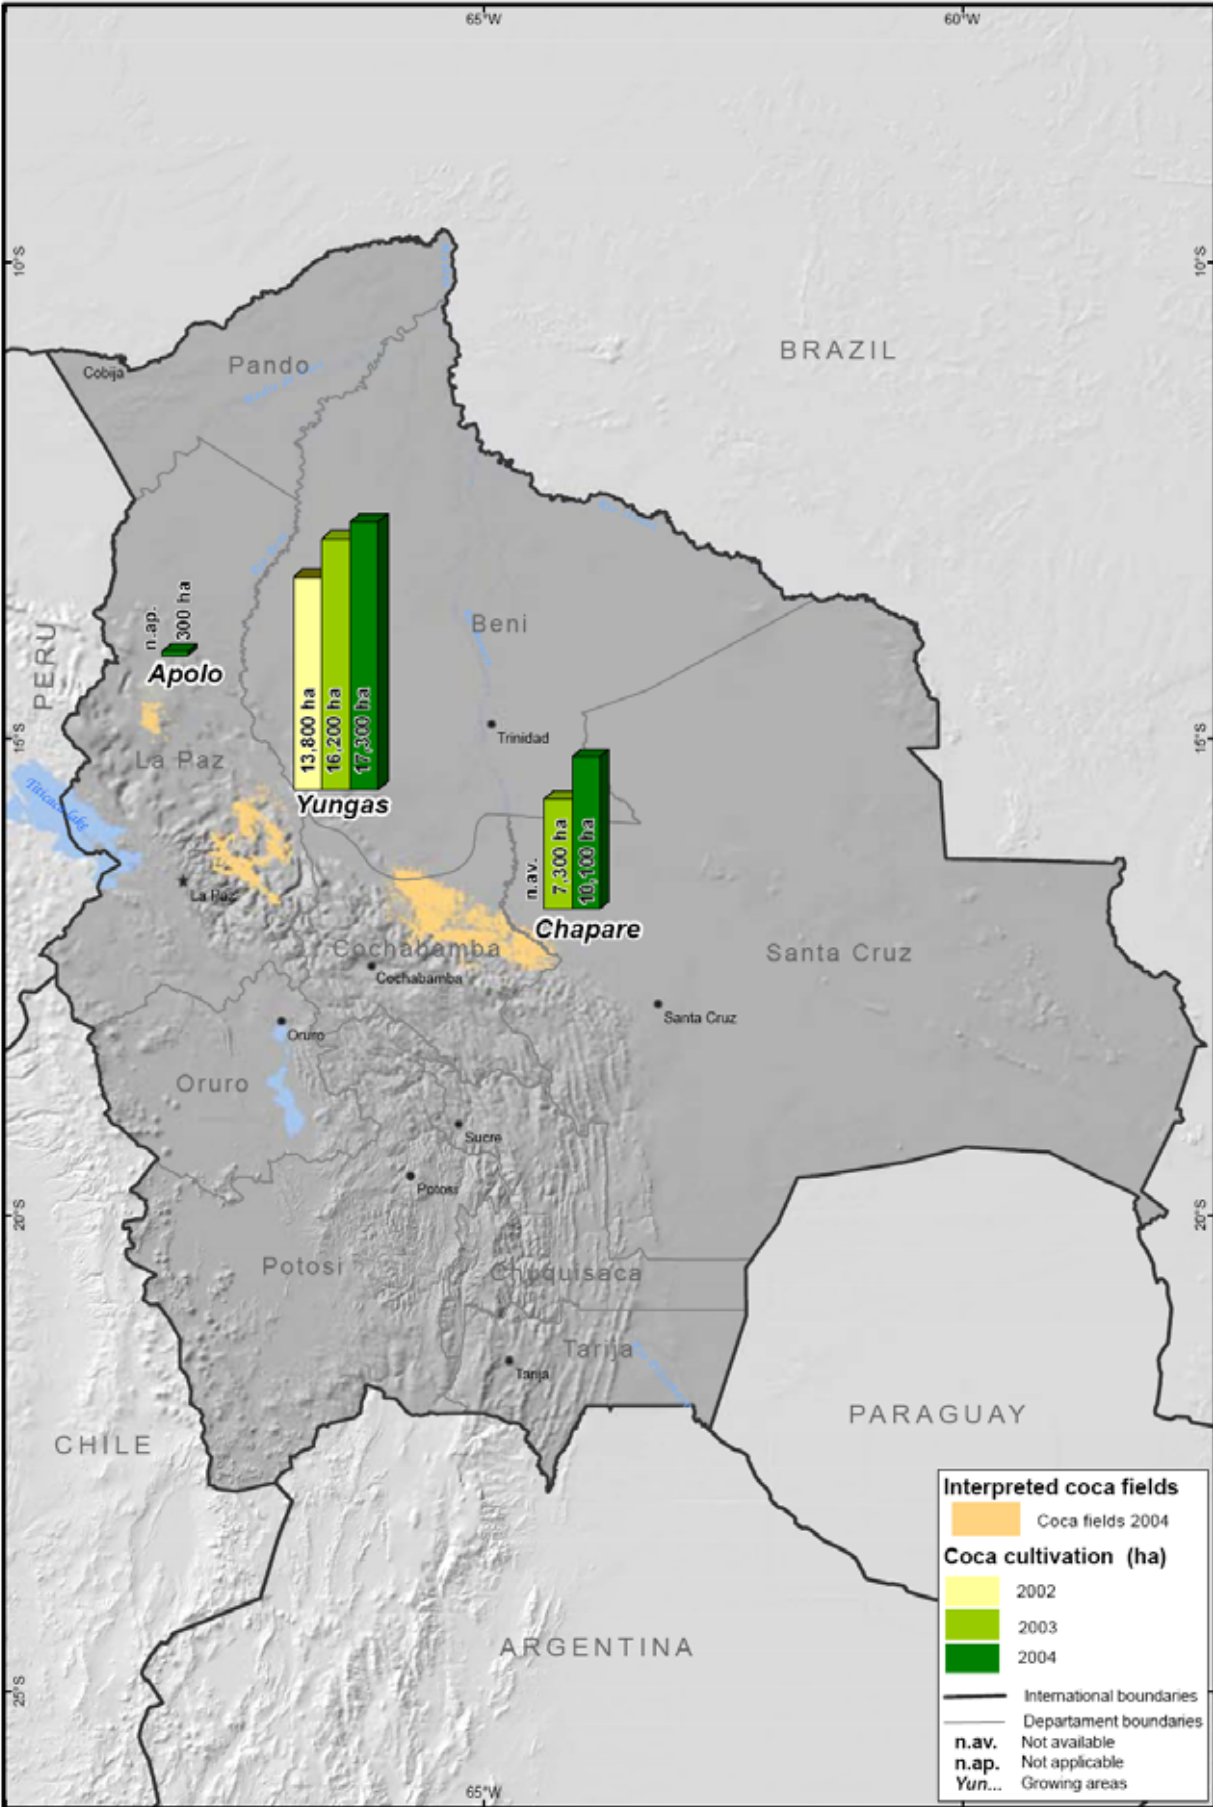 65°W
60°W
10°S
10°S
BRAZIL
Pando
Cobija
n.ap.
300 ha
Apolo
PERU
Beni
13,800 ha
16,200 ha
17,300 ha
Yungas
Trinidad
15°S
15°S
La Paz
Titicaca Lake
n.av.
7,300 ha
10,100 ha
Chapare
La Paz
Cochabamba
Cochabamba
Santa Cruz
Santa Cruz
Oruro
Oruro
Sucre
Potosi
20°S
20°S
Potosi
Chuquisaca
Tarija
Tarija
CHILE
PARAGUAY
ARGENTINA
25°S
65°W
Interpreted coca fields
Coca fields 2004
Coca cultivation (ha)
2002
2003
2004
International boundaries
Departament boundaries
n.av. Not available
n.ap. Not applicable
Yun... Growing areas